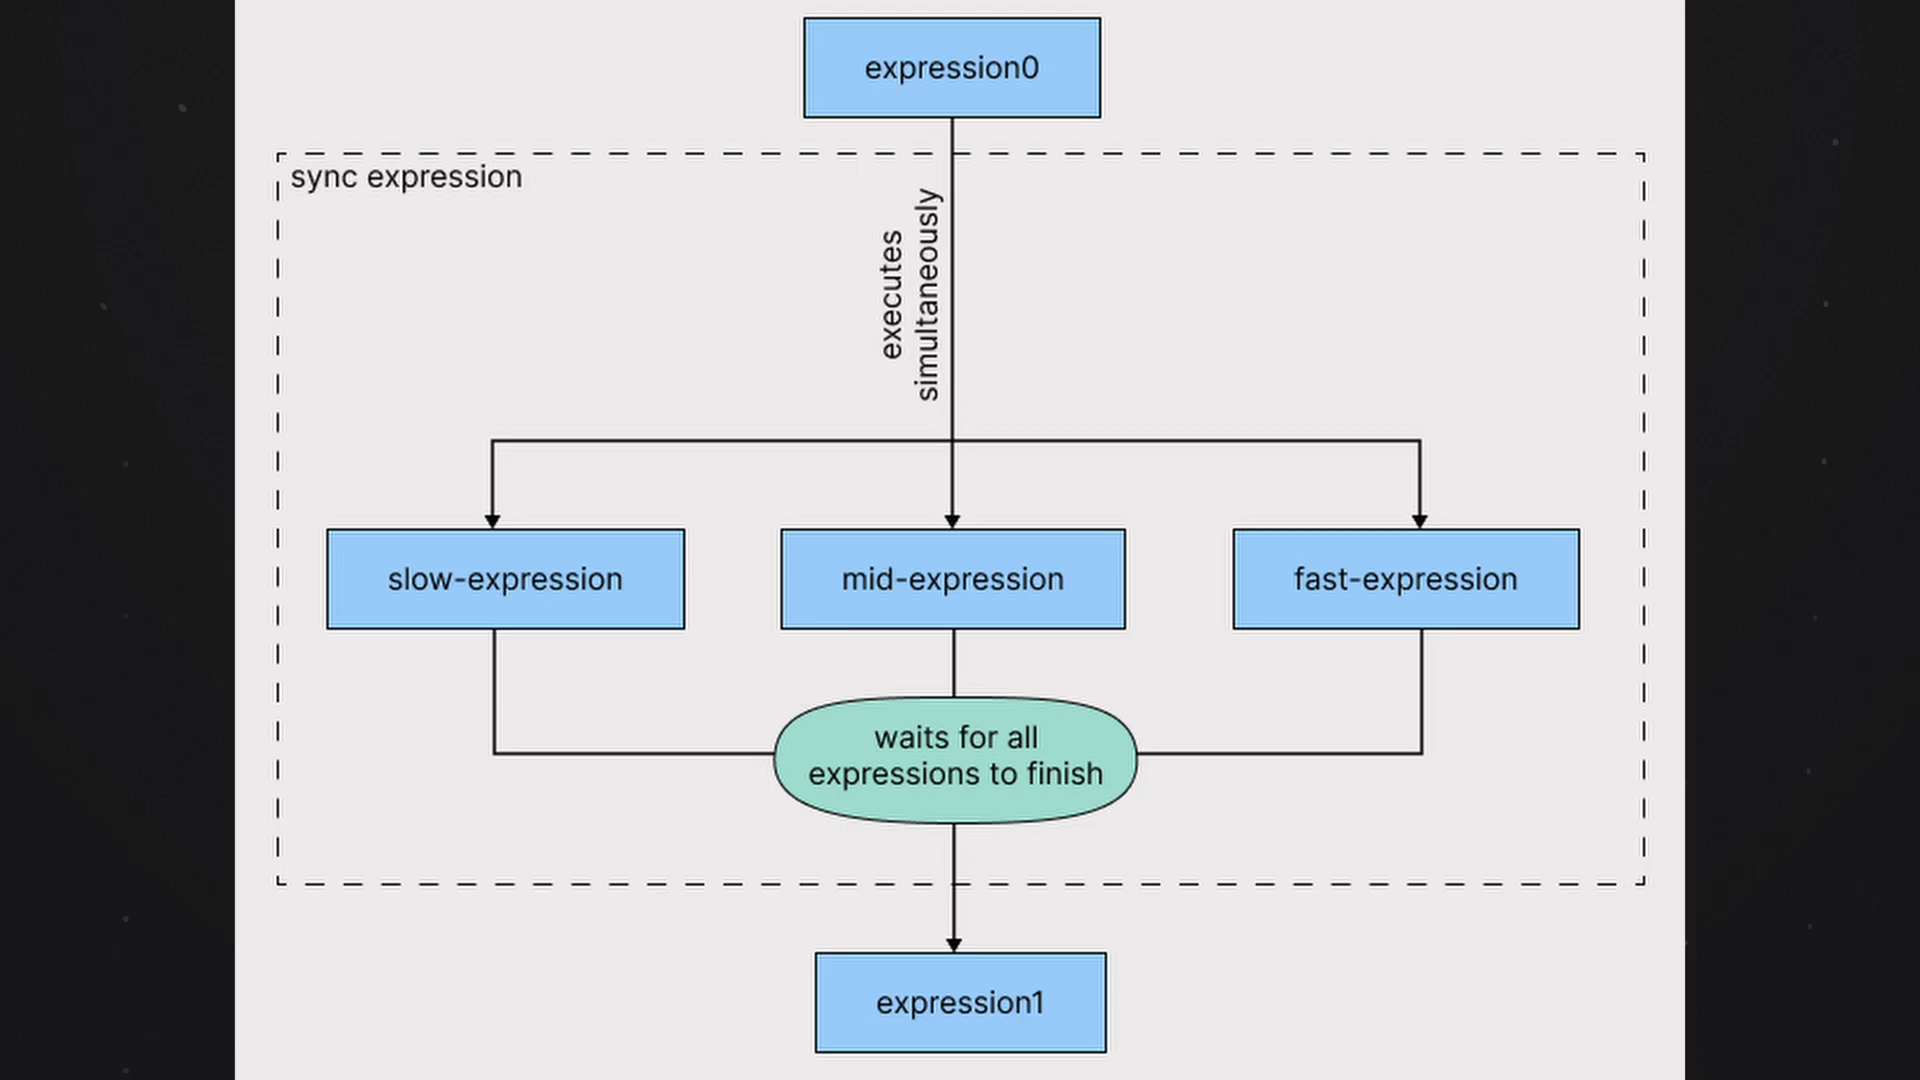 expression0
sync expression
executes
simultaneously
slow-expression
mid-expression
fast-expression
waits for all
expressions to finish
expression1